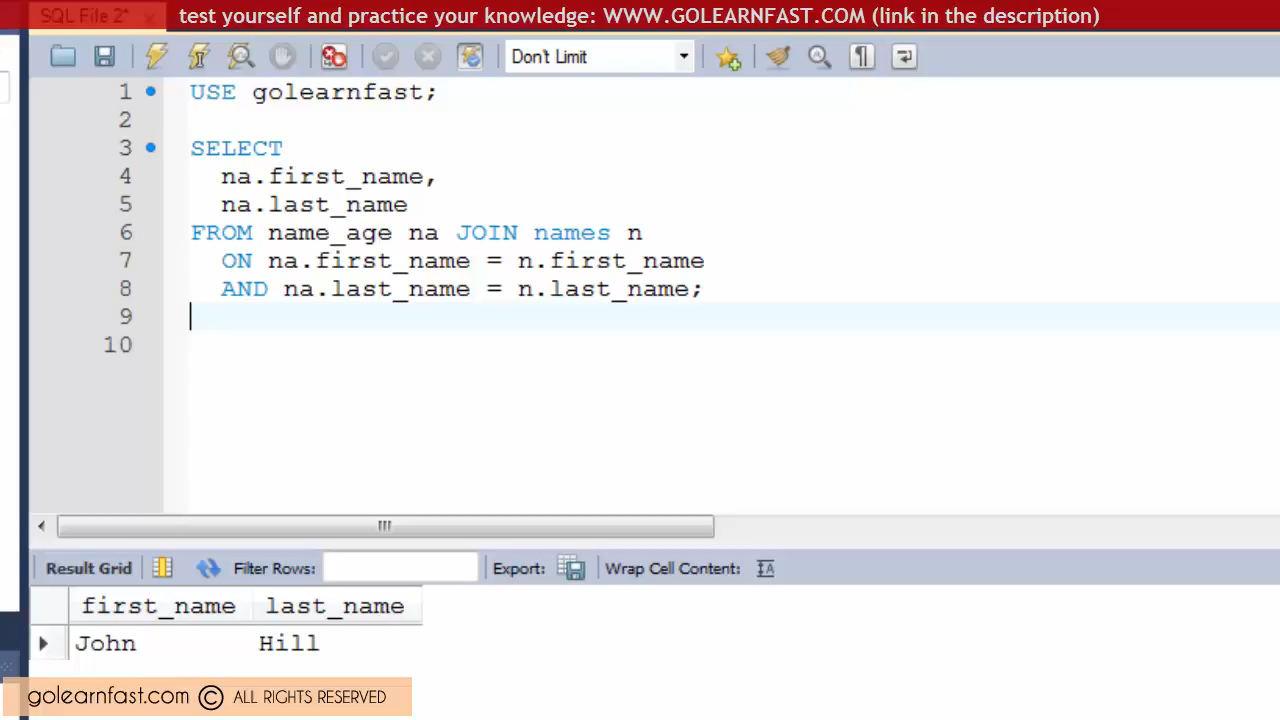 SQL File 2*
test yourself and practice your knowledge: WWW.GOLEARNFAST.COM (link in the description)
Don't Limit
1 USE golearnfast;
2
3 SELECT
4 na.first_name,
5 na.last_name
6 FROM name_age na JOIN names n
7 ON na.first_name = n.first_name
8 AND na.last_name = n.last_name;
9
10
Result Grid Filter Rows: Export: Wrap Cell Content:
first_name last_name
John Hill
golearnfast.com © ALL RIGHTS RESERVED